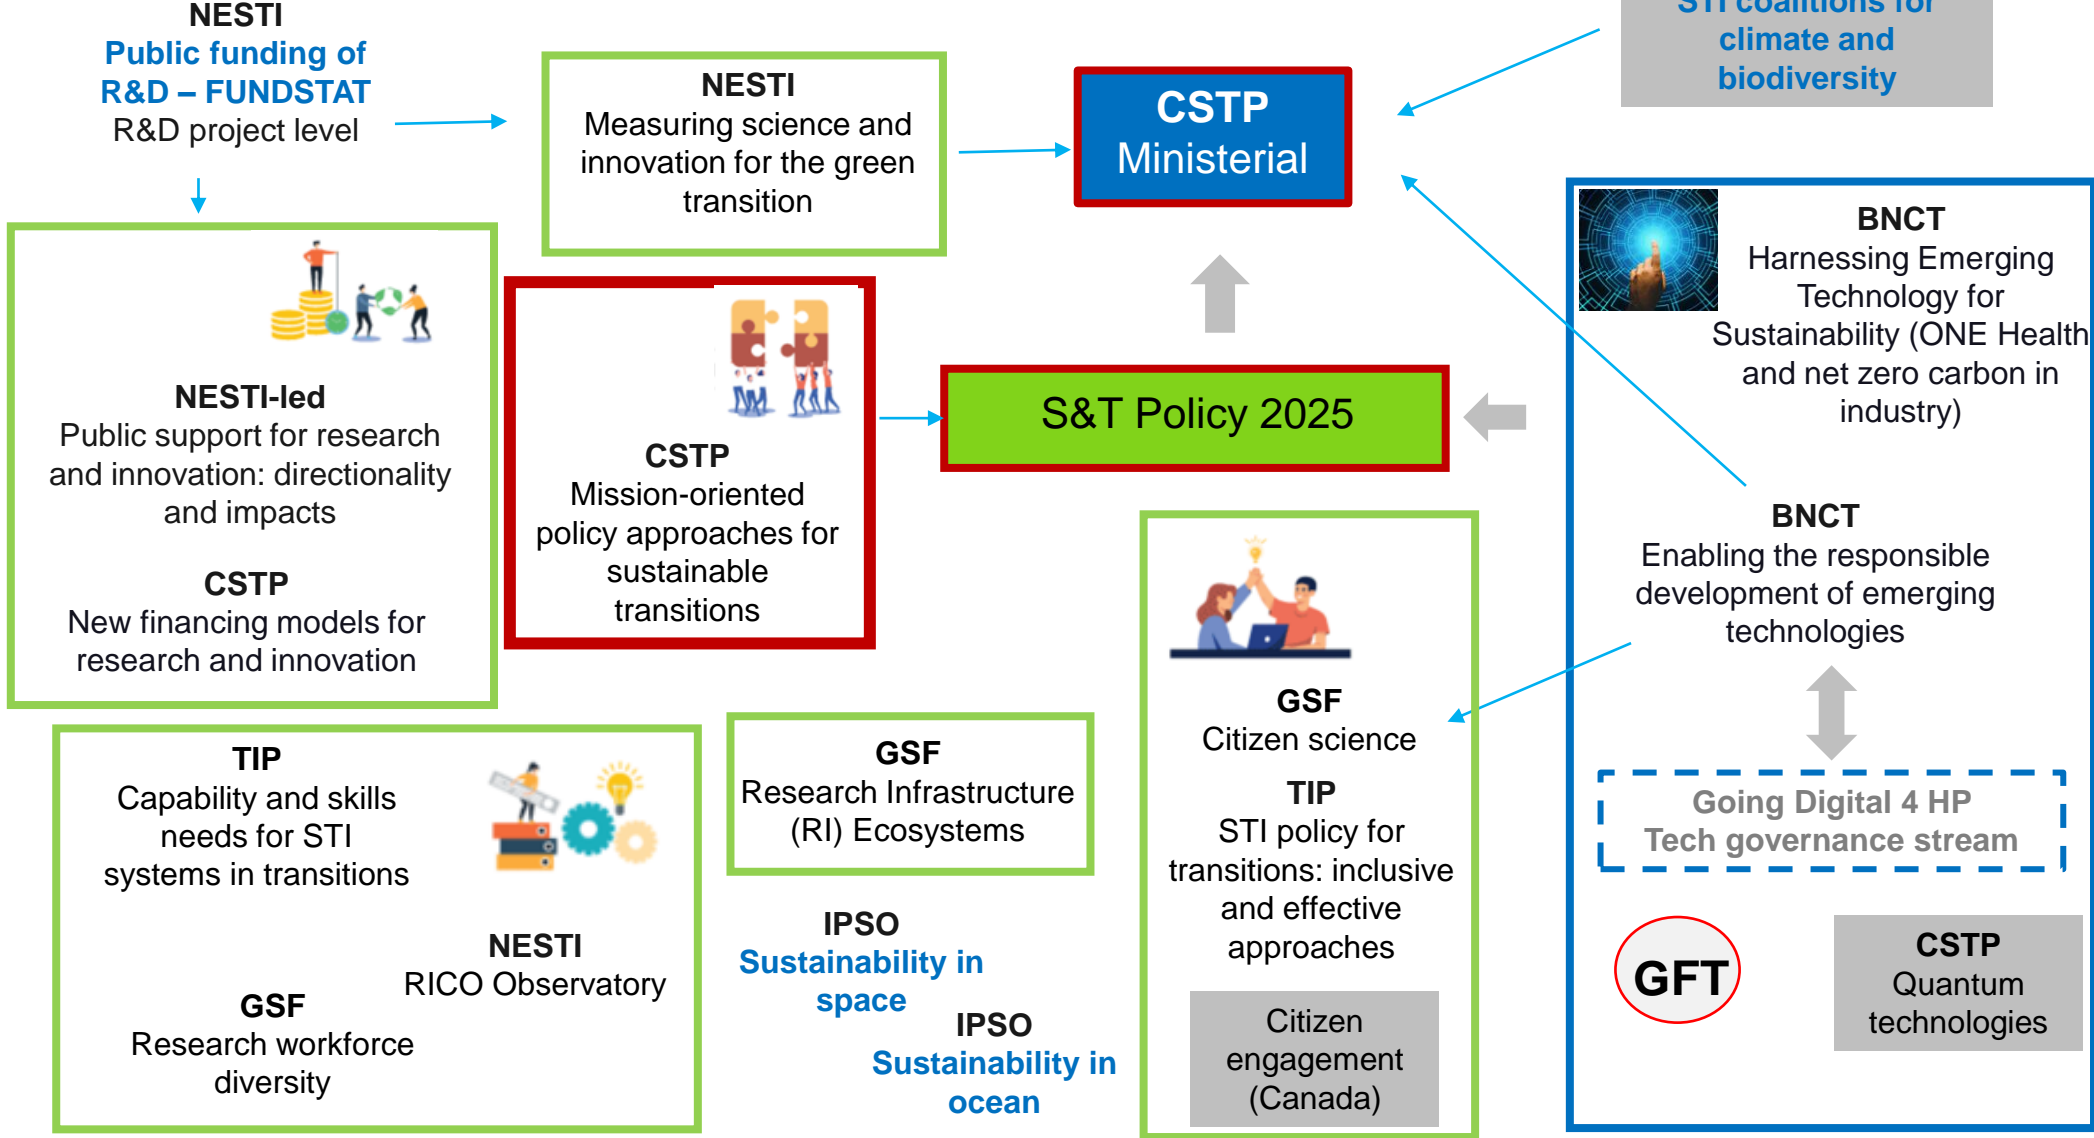 NESTI
Public funding of
R&D – FUNDSTAT
R&D project level
NESTI
Measuring science and
innovation for the green
transition
CSTP
Ministerial
STI coalitions for
climate and
biodiversity
NESTI-led
Public support for research
and innovation: directionality
and impacts
CSTP
New financing models for
research and innovation
CSTP
Mission-oriented
policy approaches for
sustainable
transitions
S&T Policy 2025
BNCT
Harnessing Emerging
Technology for
Sustainability (ONE Health
and net zero carbon in
industry)
BNCT
Enabling the responsible
development of emerging
technologies
Going Digital 4 HP
Tech governance stream
GFT
CSTP
Quantum
technologies
TIP
Capability and skills
needs for STI
systems in transitions
NESTI
RICO Observatory
GSF
Research workforce
diversity
GSF
Research Infrastructure
(RI) Ecosystems
IPSO
Sustainability in
space
IPSO
Sustainability in
ocean
GSF
Citizen science
TIP
STI policy for
transitions: inclusive
and effective
approaches
Citizen
engagement
(Canada)